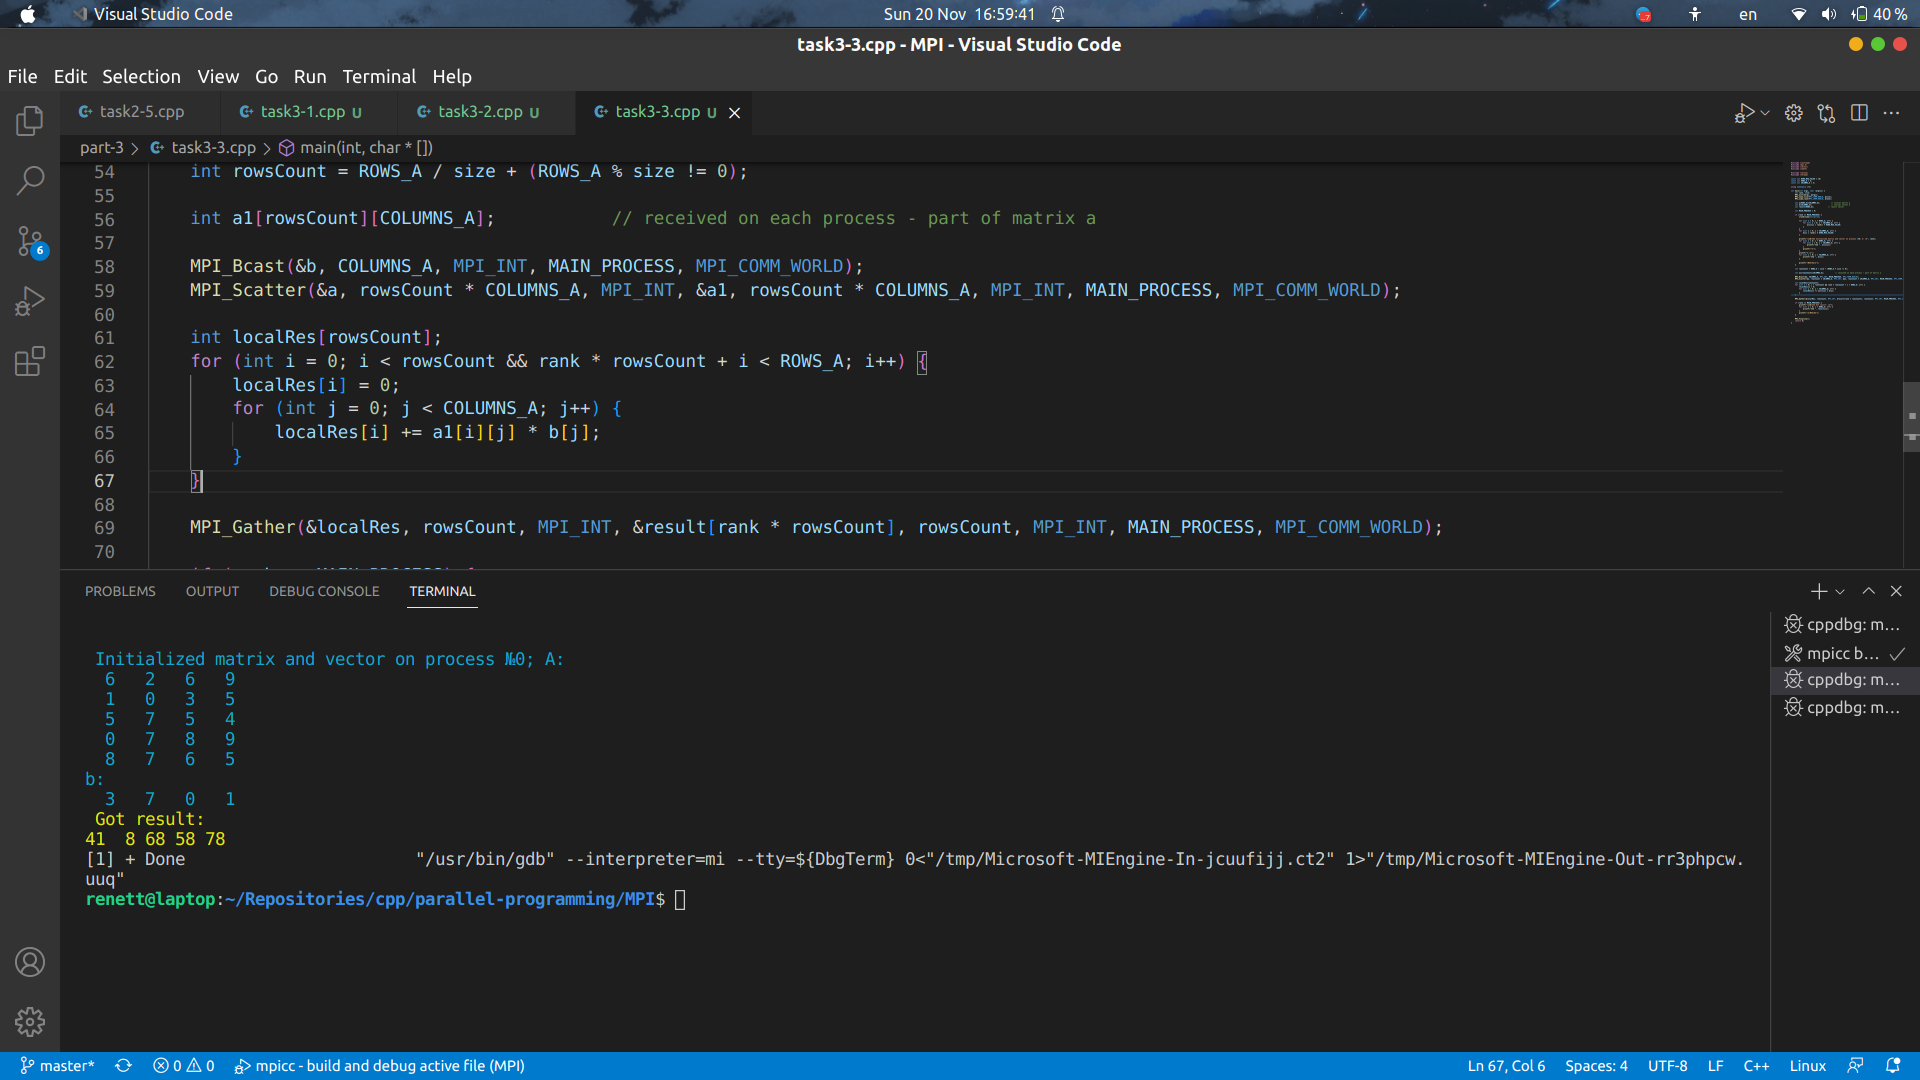 Visual Studio Code
Sun 20 Nov 16:59:41
en
40 %
task3-3.cpp - MPI - Visual Studio Code
File Edit Selection View Go Run Terminal Help
task2-5.cpp
task3-1.cpp U
task3-2.cpp U
task3-3.cpp U
part-3 > task3-3.cpp > main(int, char * [])
54 int rowsCount = ROWS_A / size + (ROWS_A % size != 0);
55
56 int a1[rowsCount][COLUMNS_A]; // received on each process - part of matrix a
57
58 MPI_Bcast(&b, COLUMNS_A, MPI_INT, MAIN_PROCESS, MPI_COMM_WORLD);
59 MPI_Scatter(&a, rowsCount * COLUMNS_A, MPI_INT, &a1, rowsCount * COLUMNS_A, MPI_INT, MAIN_PROCESS, MPI_COMM_WORLD);
60
61 int localRes[rowsCount];
62 for (int i = 0; i < rowsCount && rank * rowsCount + i < ROWS_A; i++) {
63 localRes[i] = 0;
64 for (int j = 0; j < COLUMNS_A; j++) {
65 localRes[i] += a1[i][j] * b[j];
66 }
67 }
68
69 MPI_Gather(&localRes, rowsCount, MPI_INT, &result[rank * rowsCount], rowsCount, MPI_INT, MAIN_PROCESS, MPI_COMM_WORLD);
70
6
PROBLEMS OUTPUT DEBUG CONSOLE TERMINAL
cppdbg: m...
mpicc b...
cppdbg: m...
cppdbg: m...
Initialized matrix and vector on process №0; A:
6 2 6 9
1 0 3 5
5 7 5 4
0 7 8 9
8 7 6 5
b:
3 7 0 1
Got result:
41 8 68 58 78
[1] + Done "/usr/bin/gdb" --interpreter=mi --tty=${DbgTerm} 0<"/tmp/Microsoft-MIEngine-In-jcuufijj.ct2" 1>"/tmp/Microsoft-MIEngine-Out-rr3phpcw.
uuq"
renett@laptop:~/Repositories/cpp/parallel-programming/MPI$
master* 0 0 mpicc - build and debug active file (MPI)
Ln 67, Col 6 Spaces: 4 UTF-8 LF C++ Linux